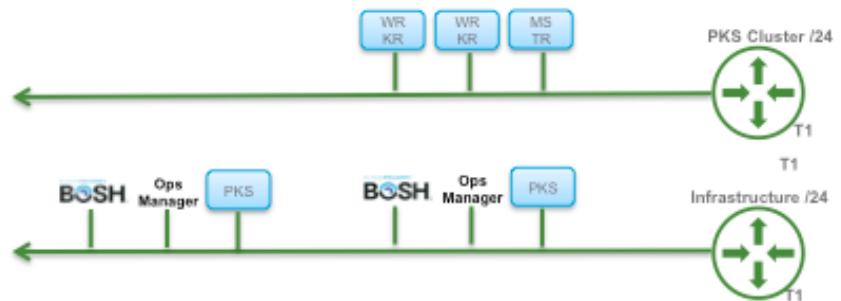 WR
KR
WR
KR
MS
TR
PKS Cluster /24
T1
T1
BOSH
Ops
Manager
PKS
BOSH
Ops
Manager
PKS
Infrastructure /24
T1